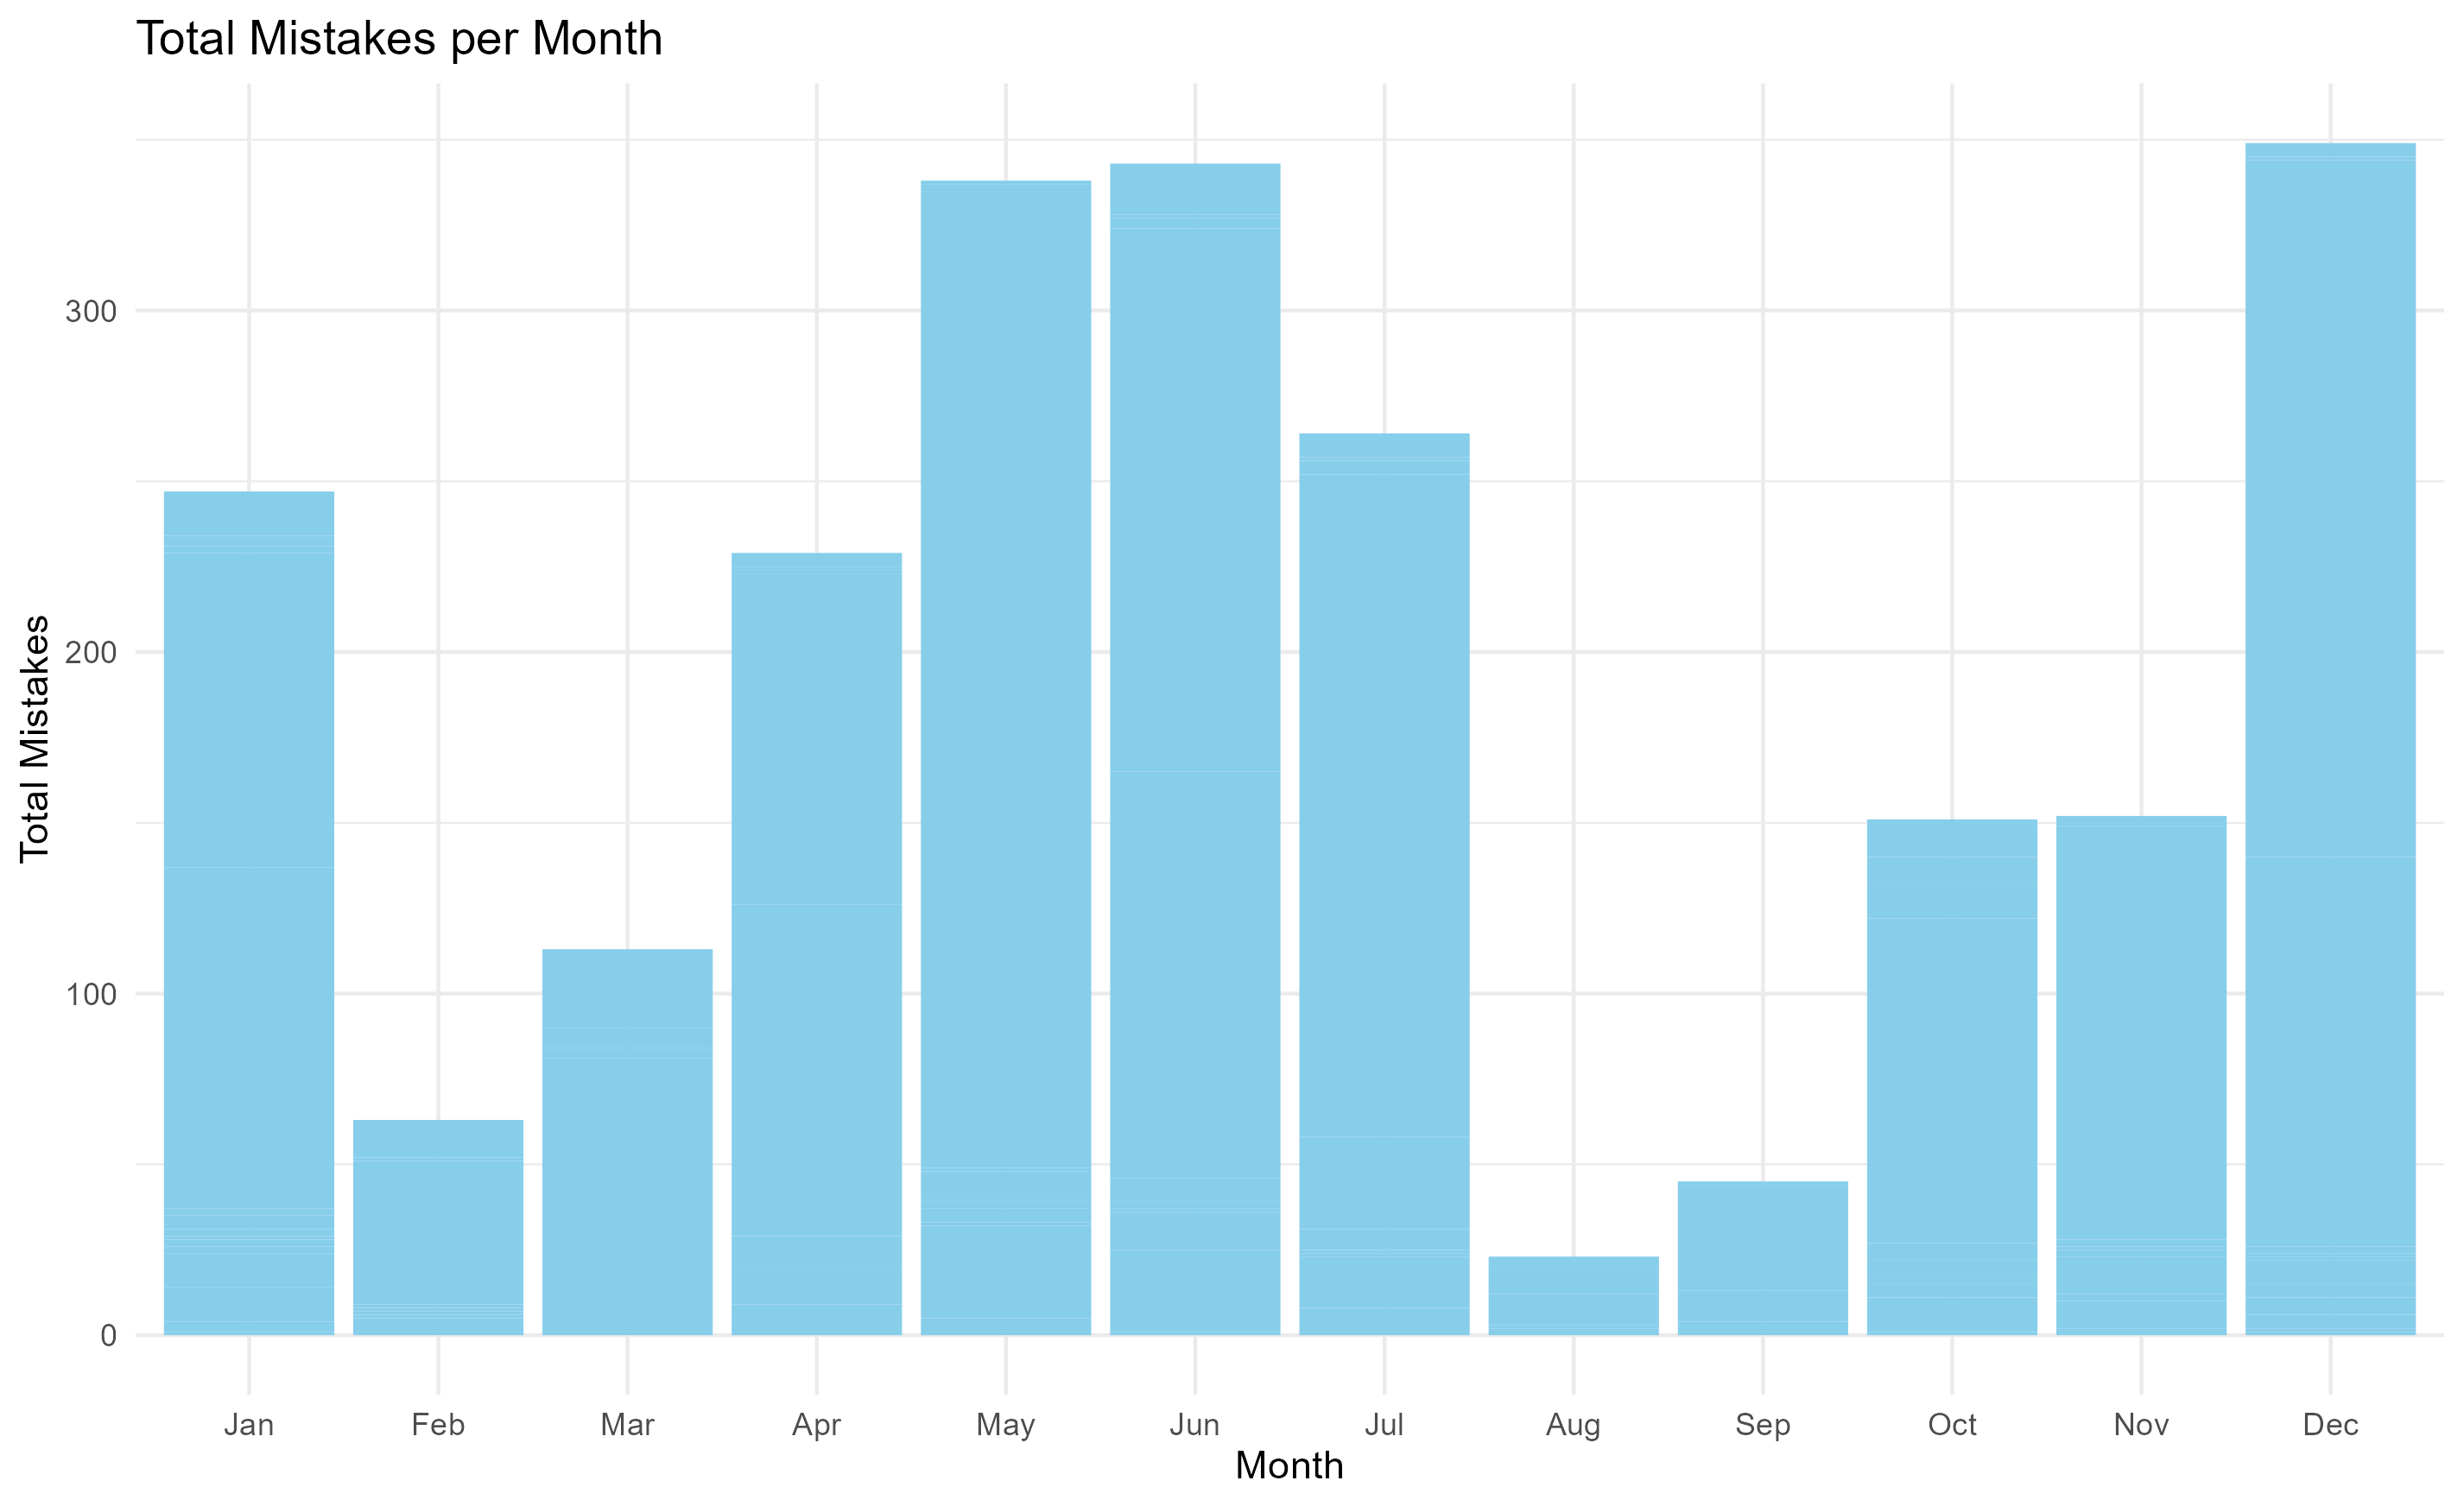 Total Mistakes per Month
Total Mistakes
300
200
100
0
Jan Feb Mar Apr May Jun Jul Aug Sep Oct Nov Dec
Month